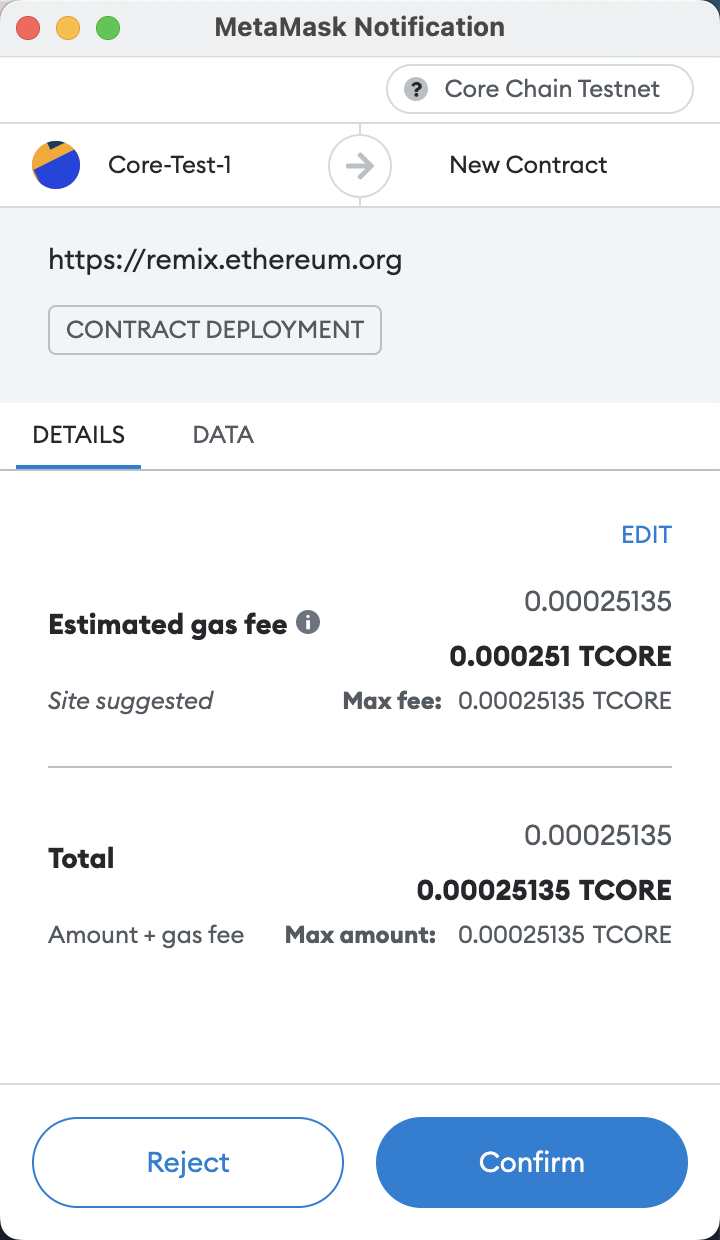 MetaMask Notification
? Core Chain Testnet
Core-Test-1 New Contract
https://remix.ethereum.org
CONTRACT DEPLOYMENT
DETAILS DATA
EDIT
0.00025135
Estimated gas fee i
0.000251 TCORE
Site suggested Max fee: 0.00025135 TCORE
0.00025135
Total
0.00025135 TCORE
Amount + gas fee Max amount: 0.00025135 TCORE
Reject Confirm